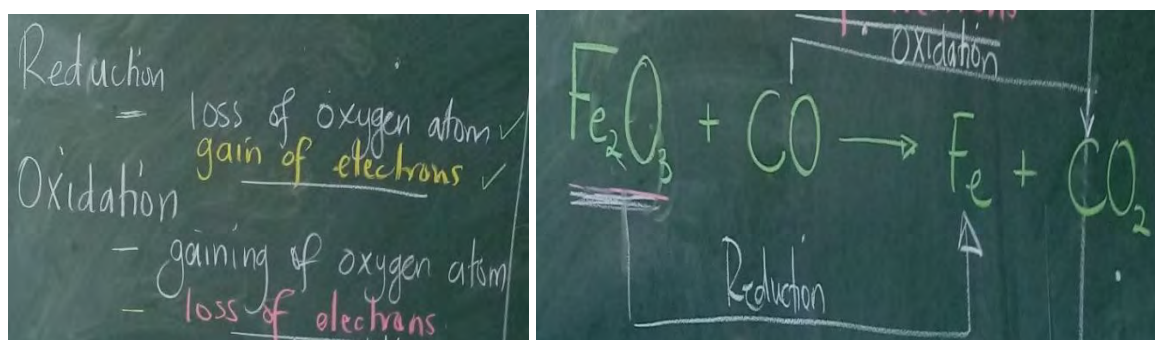 Reduction
= loss of oxygen atom ✓
gain of electrons ✓
Oxidation
- gaining of oxygen atom
- loss of electrons
Oxidation
Fe₂O₃ + CO → Fe + CO₂
Reduction